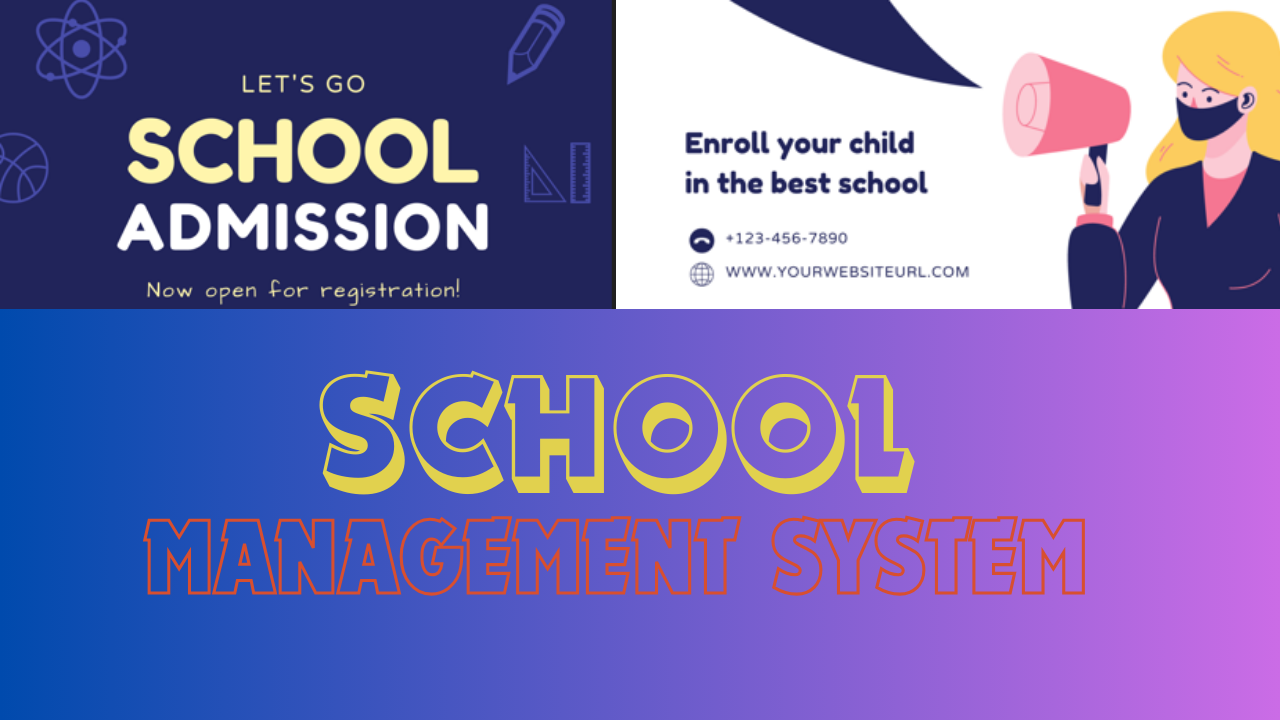 LET'S GO
SCHOOL
ADMISSION
Now open for registration!
Enroll your child
in the best school
+123-456-7890
WWW.YOURWEBSITEURL.COM
SCHOOL
MANAGEMENT SYSTEM